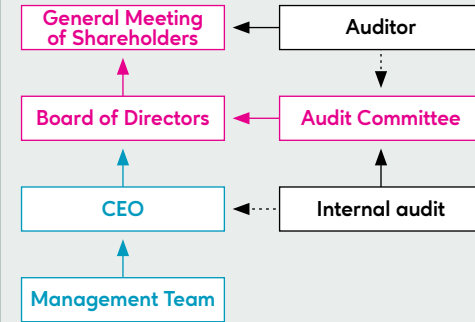 General Meeting
of Shareholders
Auditor
Board of Directors
Audit Committee
CEO
Internal audit
Management Team